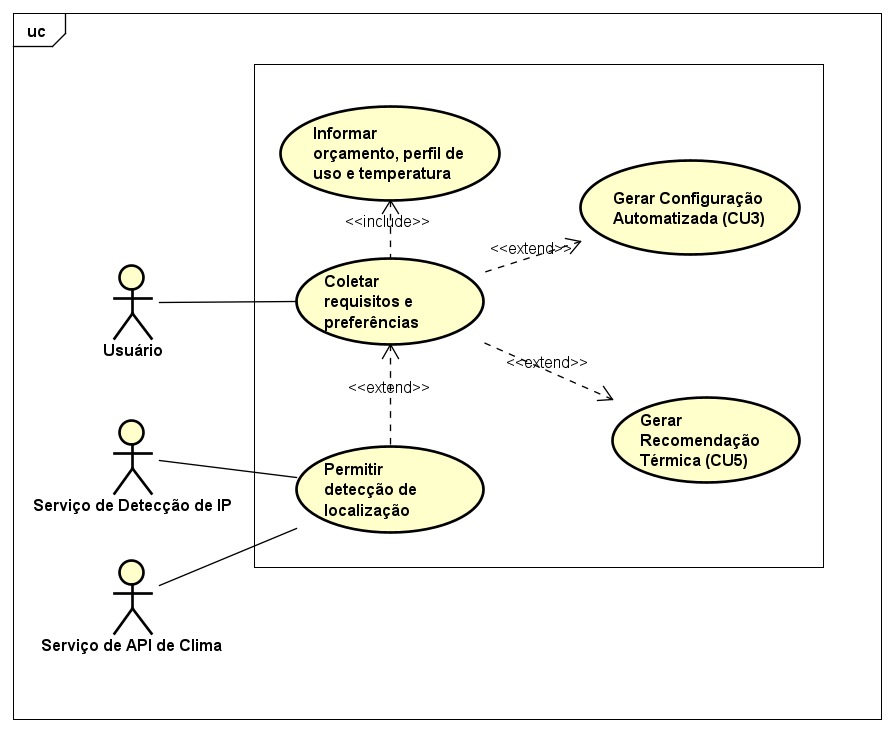 uc
Informar
orçamento, perfil de
uso e temperatura
Gerar Configuração
Automatizada (CU3)
<<include>>
<<extend>>
Coletar
requisitos e
preferências
Usuário
<<extend>>
<<extend>>
Gerar
Recomendação
Térmica (CU5)
Permitir
detecção de
localização
Serviço de Detecção de IP
Serviço de API de Clima